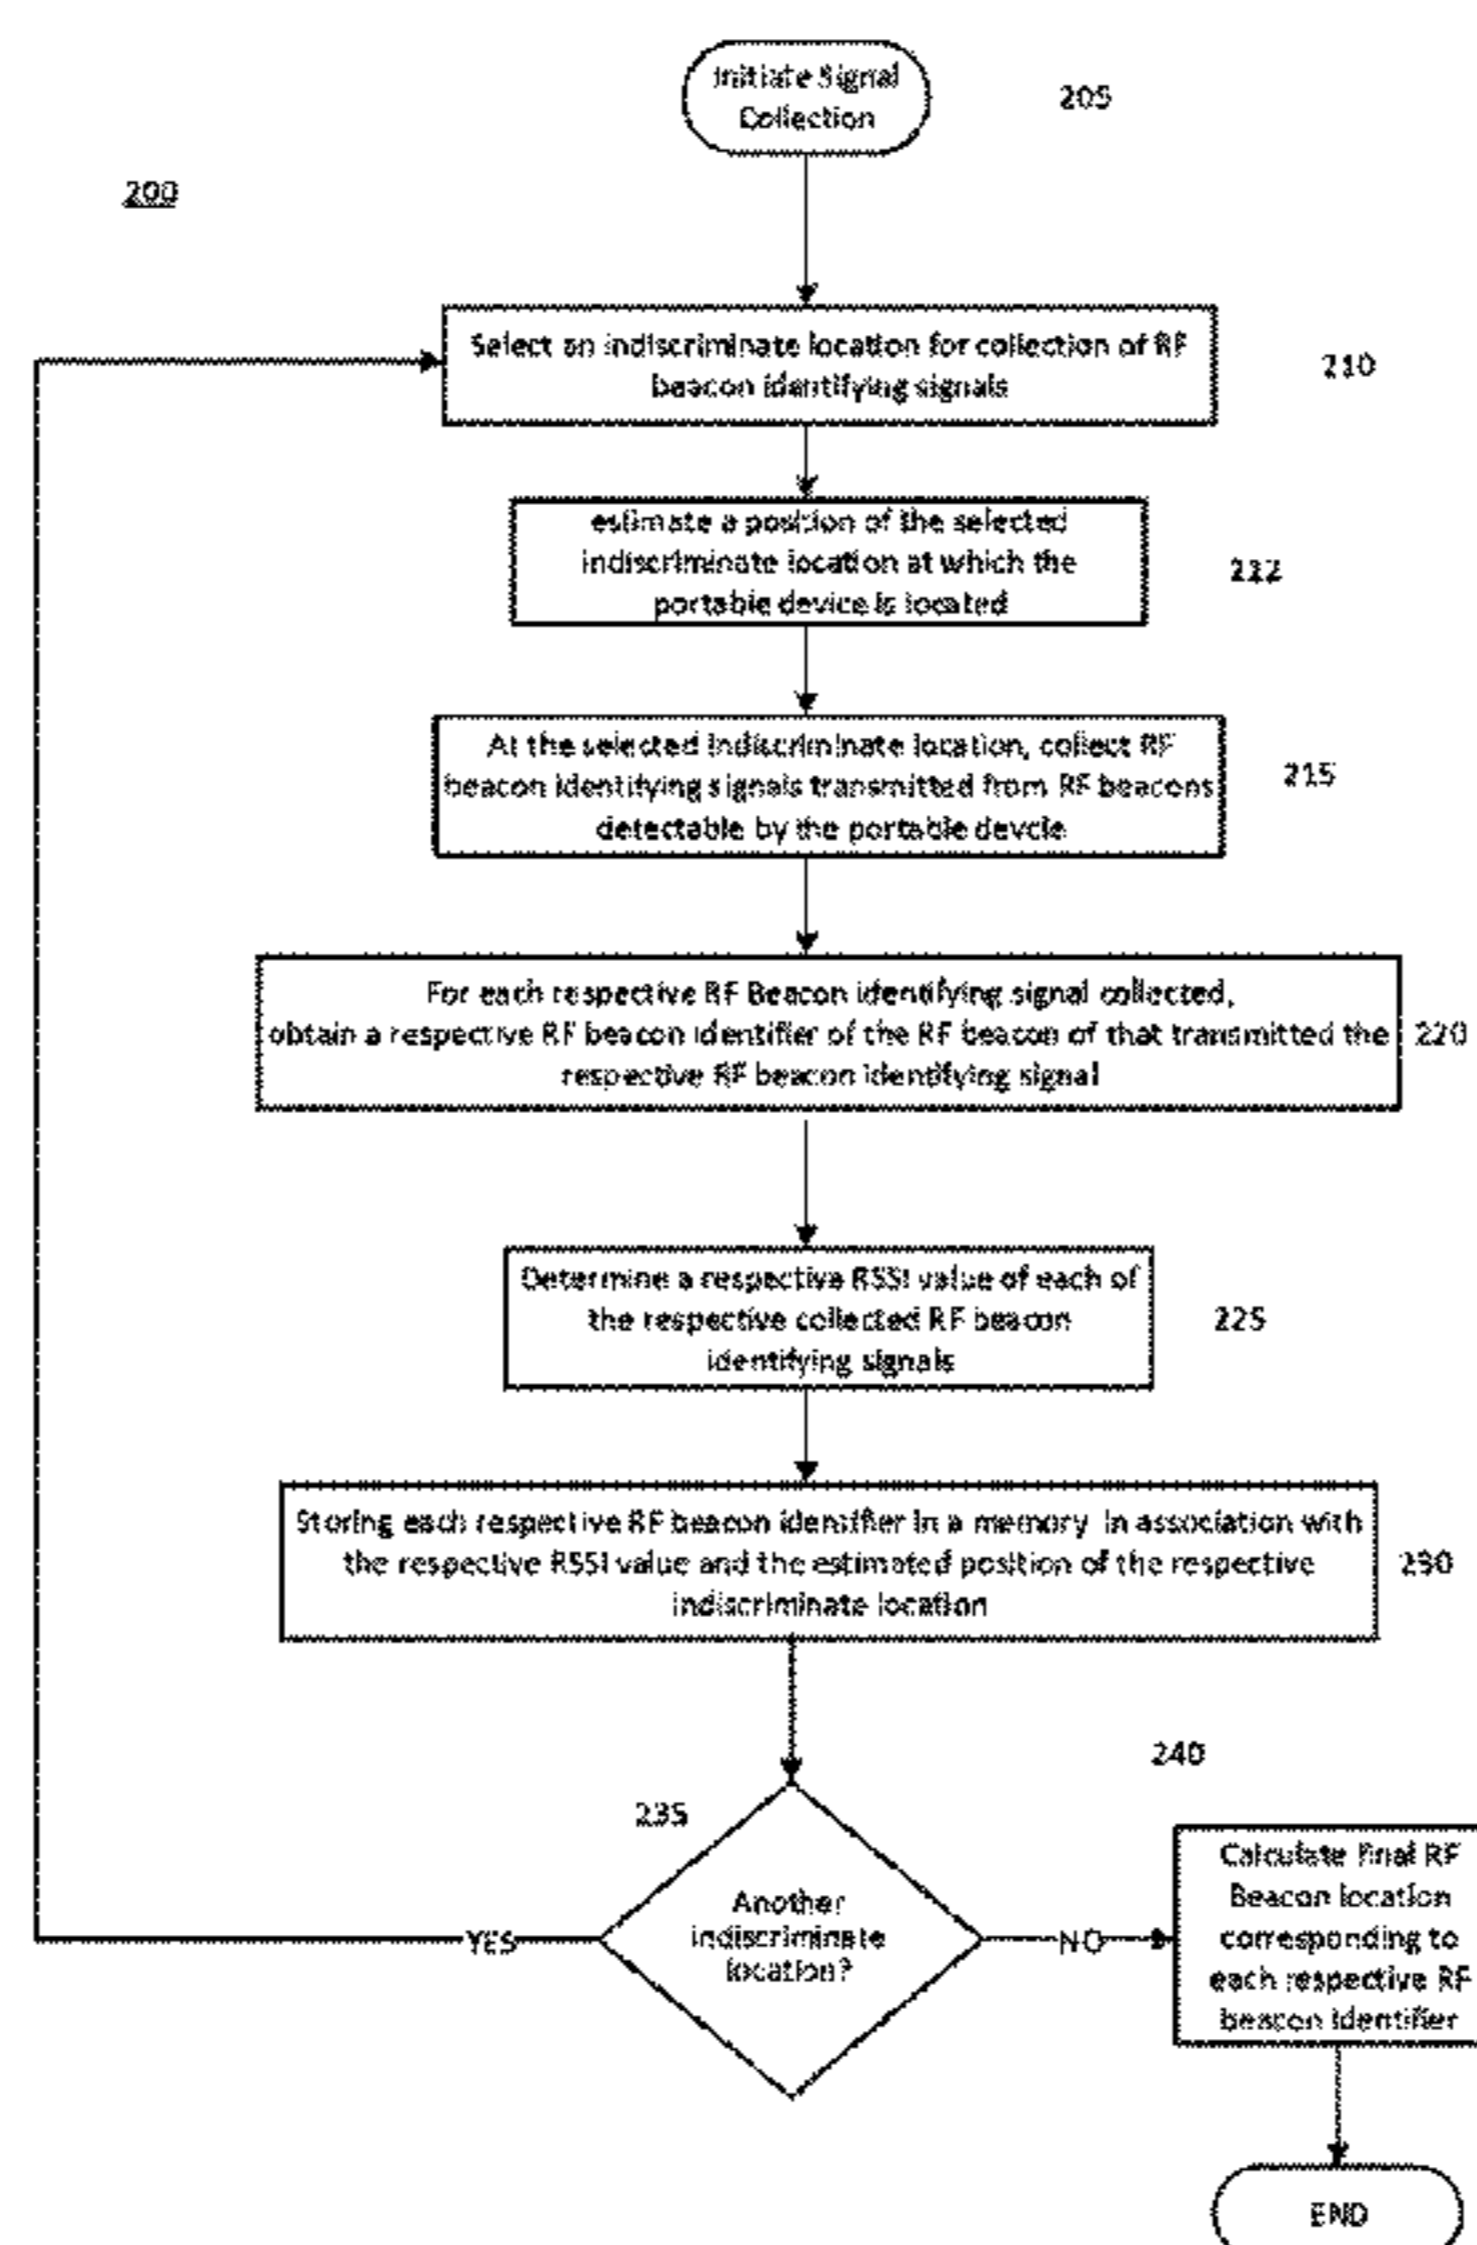 Initiate Signal
Collection
205
200
Select an indiscriminate location for collection of RF
beacon identifying signals
210
estimate a position of the selected
indiscriminate location at which the
portable device is located
212
At the selected indiscriminate location, collect RF
beacon identifying signals transmitted from RF beacons
detectable by the portable devcie
215
For each respective RF Beacon identifying signal collected,
obtain a respective RF beacon identifier of the RF beacon of that transmitted the
respective RF beacon identifying signal
220
Determine a respective RSSI value of each of
the respective collected RF beacon
identifying signals
225
Storing each respective RF beacon identifier in a memory in association with
the respective RSSI value and the estimated position of the respective
indiscriminate location
230
240
235
Another
indiscriminate
location?
YES
NO
Calculate final RF
Beacon location
corresponding to
each respective RF
beacon identifier
END